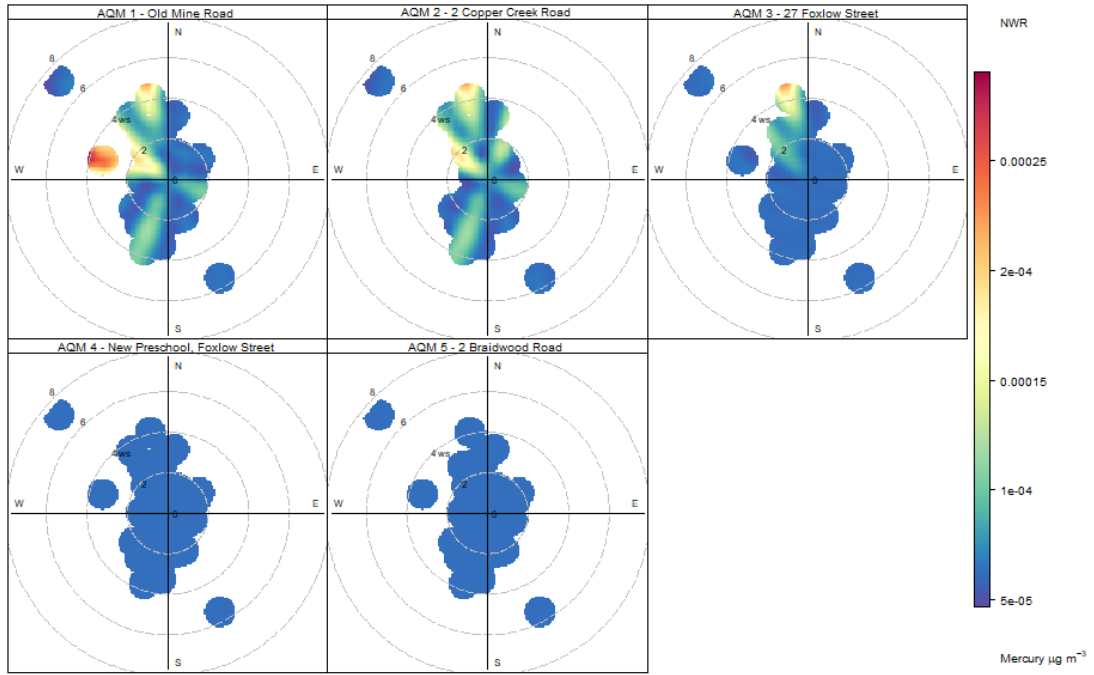 AQM 1 - Old Mine Road
N
8
6
4 ws
2
0
W
E
S
AQM 2 - 2 Copper Creek Road
N
8
6
4 ws
2
0
W
E
S
AQM 3 - 27 Foxlow Street
N
8
6
4 ws
2
0
W
E
S
NWR
0.00025
2e-04
0.00015
1e-04
5e-05
Mercury μg m⁻³
AQM 4 - New Preschool, Foxlow Street
N
8
6
4 ws
2
0
W
E
S
AQM 5 - 2 Braidwood Road
N
8
6
4 ws
2
0
W
E
S